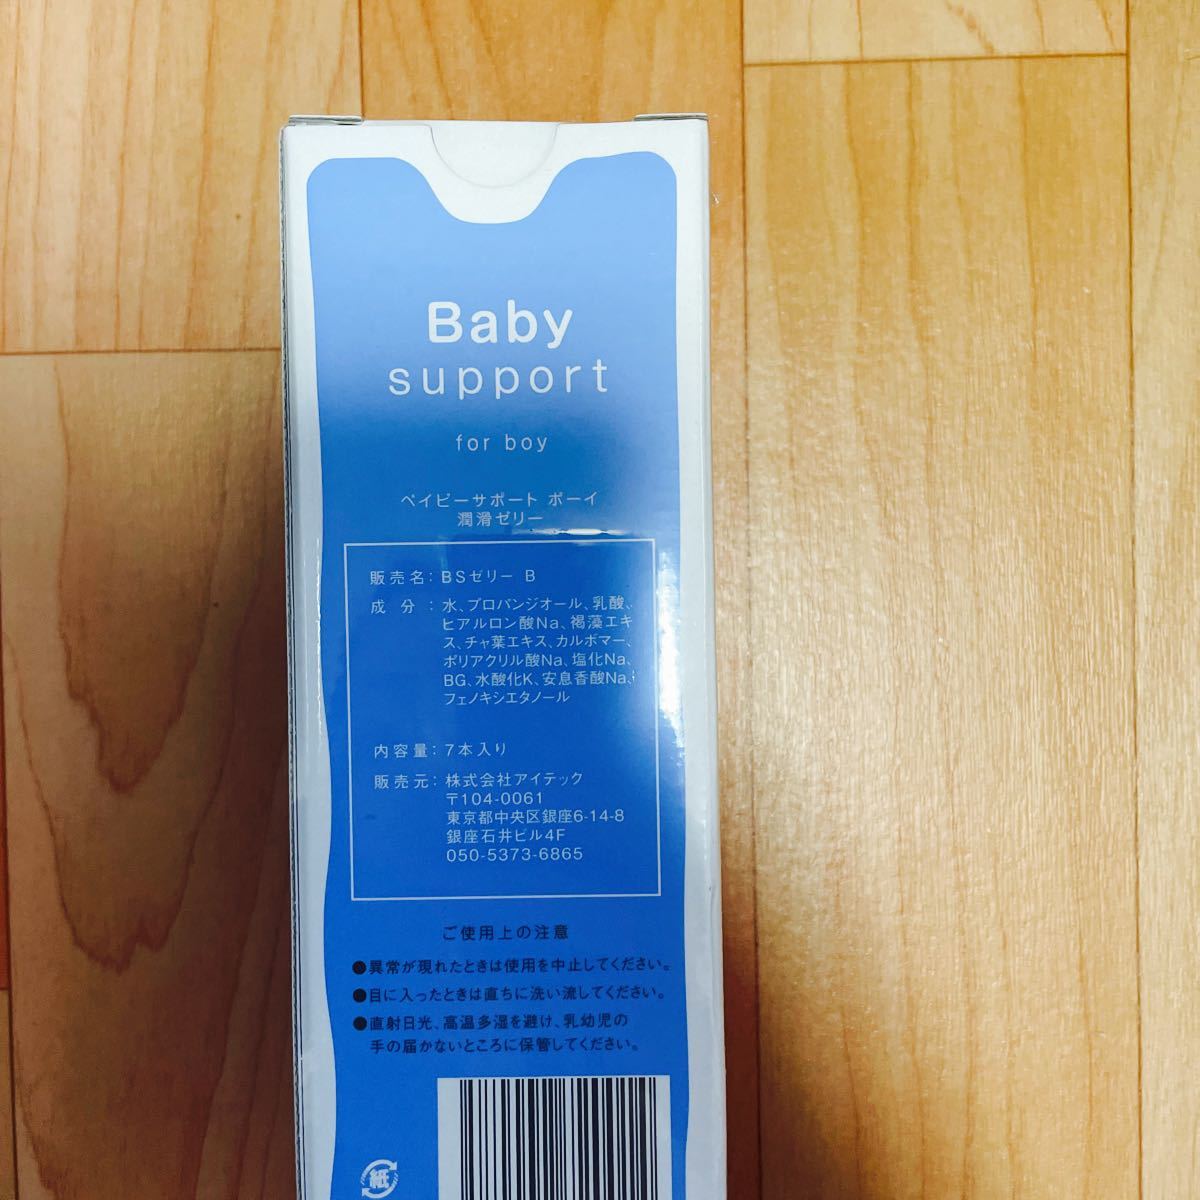 Baby
support
for boy
ベイビーサポート ボーイ
潤滑ゼリー
販売名：BSゼリー B
成分：水、プロパンジオール、乳酸、
ヒアルロン酸Na、褐藻エキ
ス、チャ葉エキス、カルボマー、
ポリアクリル酸Na、塩化Na、
BG、水酸化K、安息香酸Na、
フェノキシエタノール
内容量：7本入り
販売元：株式会社アイテック
〒104-0061
東京都中央区銀座6-14-8
銀座石井ビル4F
050-5373-6865
ご使用上の注意
●異常が現れたときは使用を中止してください。
●目に入ったときは直ちに洗い流してください。
●直射日光、高温多湿を避け、乳幼児の
手の届かないところに保管してください。
紙